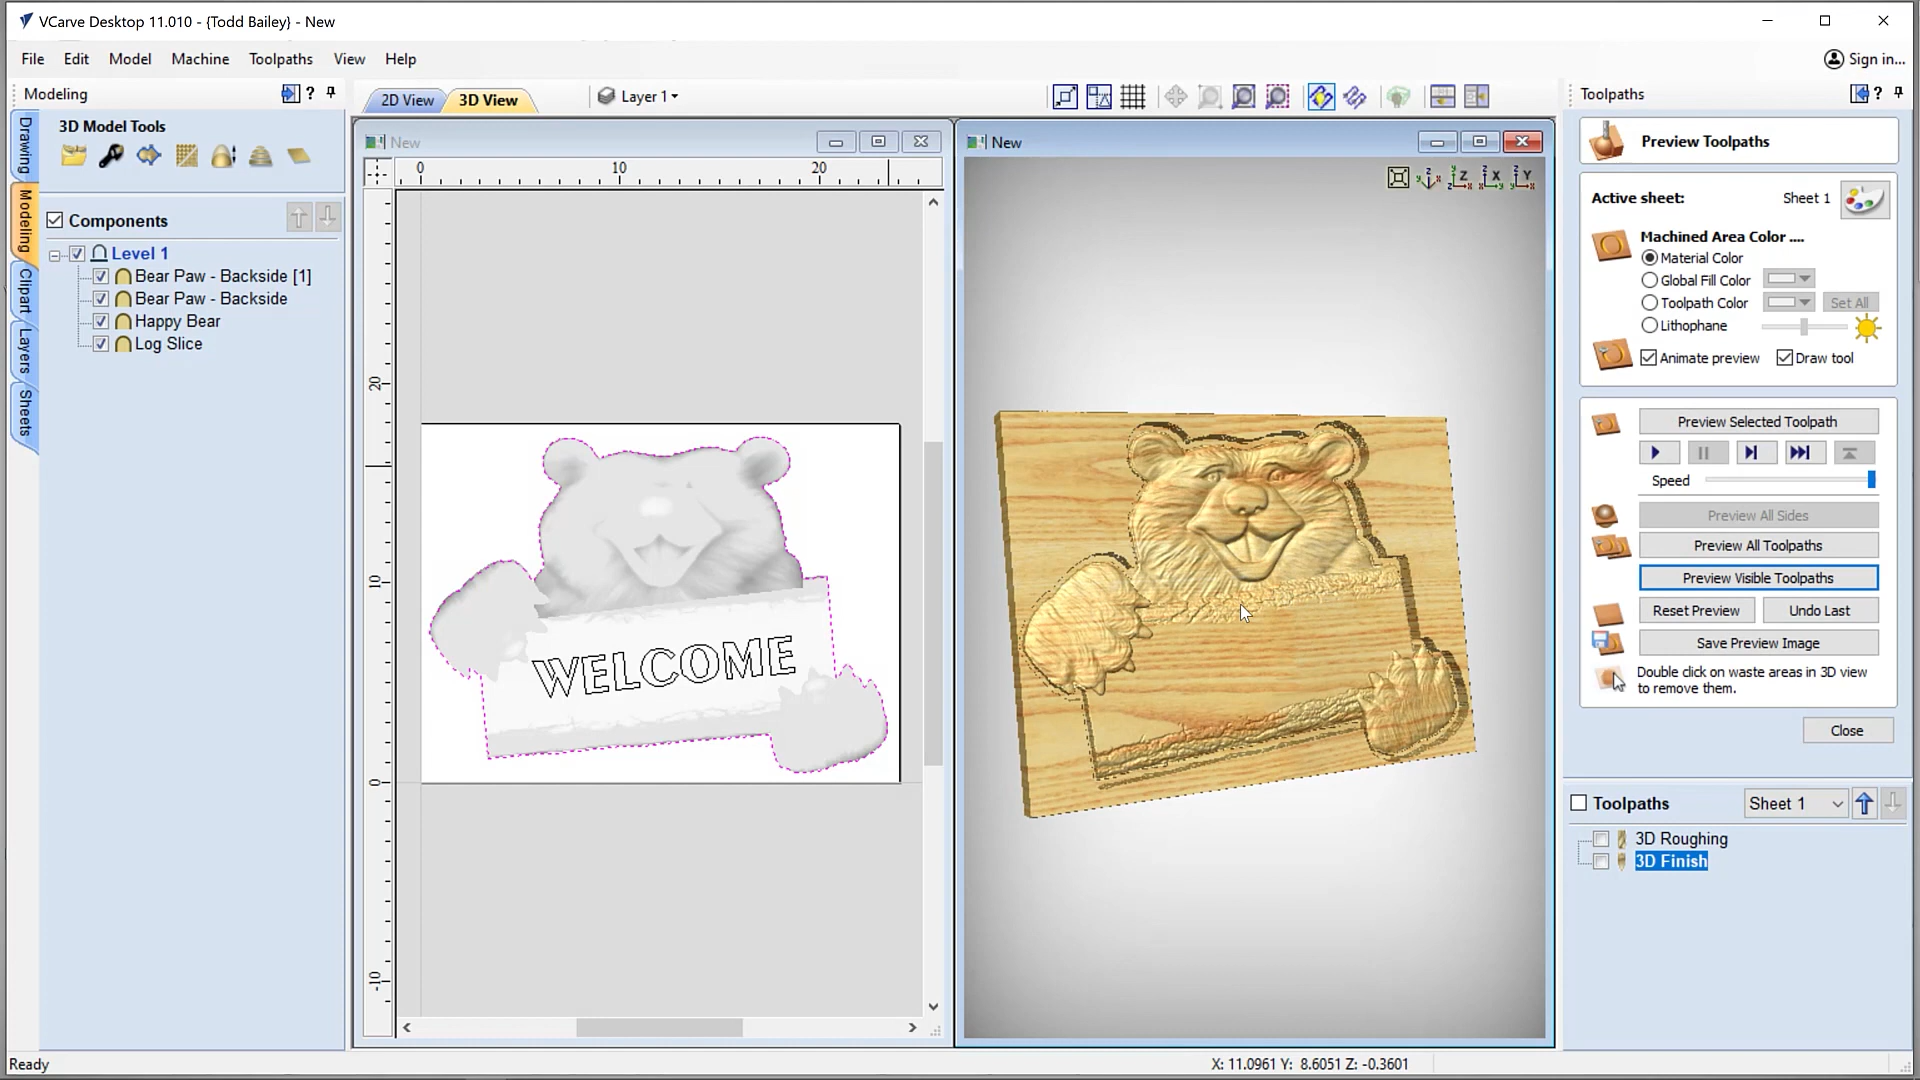 VCarve Desktop 11.010 - {Todd Bailey} - New
File Edit Model Machine Toolpaths View Help
Sign in...
Modeling
3D Model Tools
Drawing
Modeling
Clipart
Layers
Sheets
Components
Level 1
Bear Paw - Backside [1]
Bear Paw - Backside
Happy Bear
Log Slice
2D View
3D View
Layer 1
New
0 10 20
20
10
0
-10
WELCOME
New
Z X Y
Toolpaths
Preview Toolpaths
Active sheet: Sheet 1
Machined Area Color ....
Material Color
Global Fill Color
Toolpath Color Set All
Lithophane
Animate preview Draw tool
Preview Selected Toolpath
Speed
Preview All Sides
Preview All Toolpaths
Preview Visible Toolpaths
Reset Preview Undo Last
Save Preview Image
Double click on waste areas in 3D view
to remove them.
Close
Toolpaths Sheet 1
3D Roughing
3D Finish
Ready
X: 11.0961 Y: 8.6051 Z: -0.3601